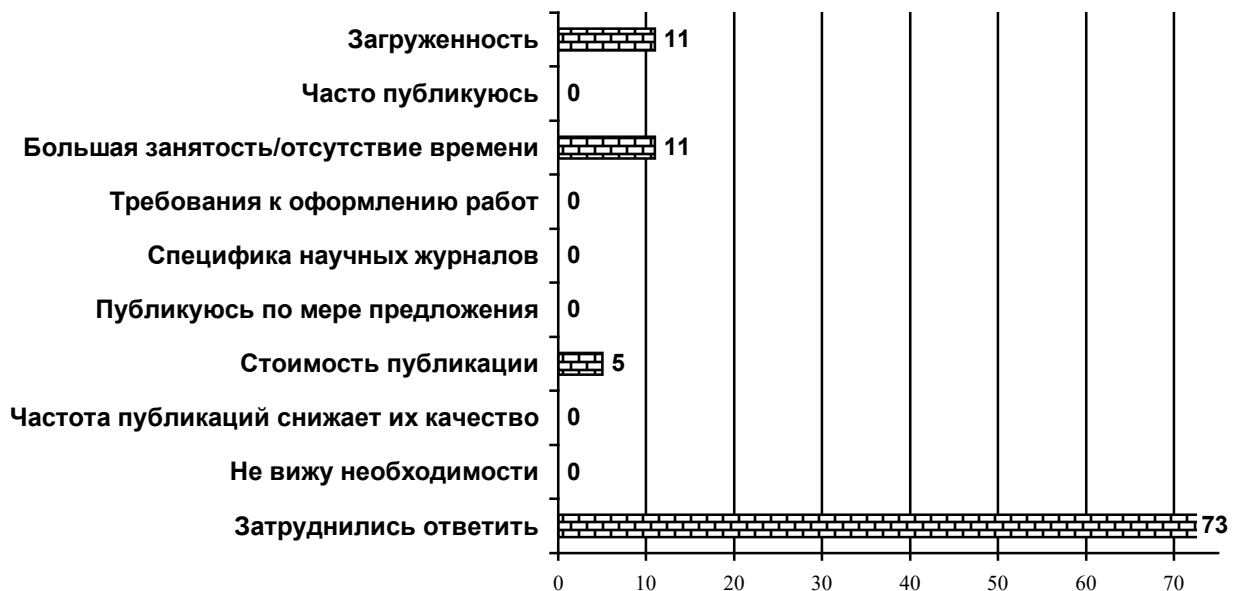 Загруженность 11
Часто публикуюсь 0
Большая занятость/отсутствие времени 11
Требования к оформлению работ 0
Специфика научных журналов 0
Публикуюсь по мере предложения 0
Стоимость публикации 5
Частота публикаций снижает их качество 0
Не вижу необходимости 0
Затруднились ответить 73
0 10 20 30 40 50 60 70